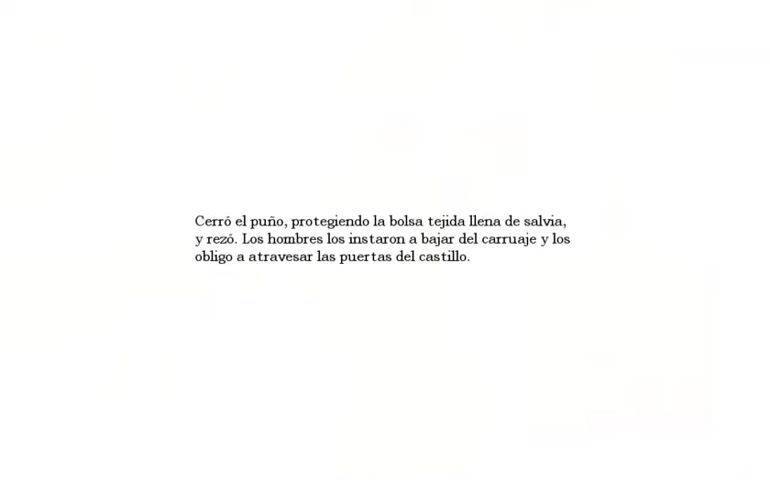 Cerró el puño, protegiendo la bolsa tejida llena de salvia,
y rezó. Los hombres los instaron a bajar del carruaje y los
obligo a atravesar las puertas del castillo.